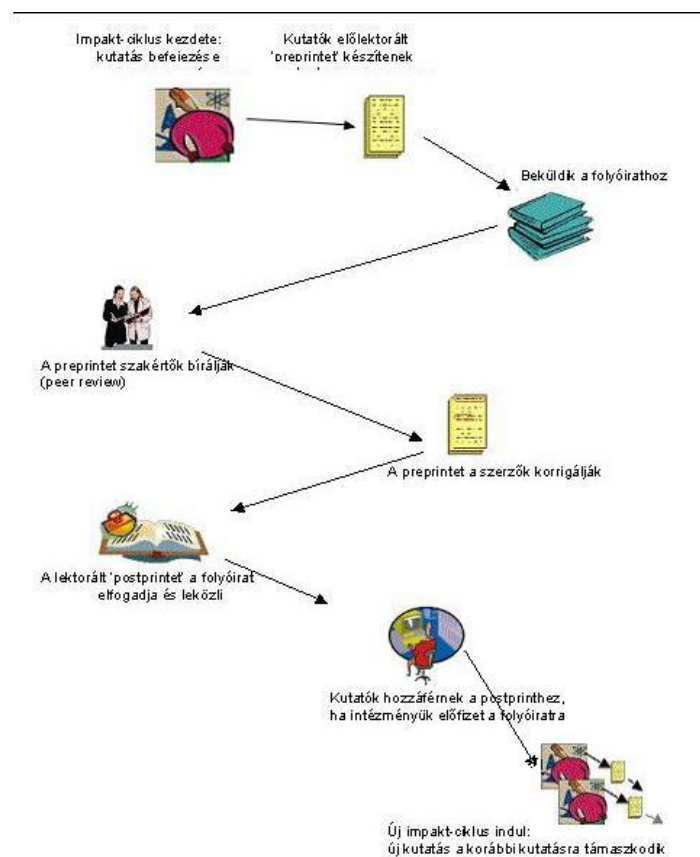 Impakt-ciklus kezdete:
kutatás befejezése
Kutatók előlektorált
'preprintet' készítenek
Beküldik a folyóirathoz
A preprintet szakértők bírálják
(peer review)
A preprintet a szerzők korrigálják
A lektorált 'postprintet' a folyóirat
elfogadja és leközli
Kutatók hozzáférnek a postprinthez,
ha intézményük előfizet a folyóiratra
Új impakt-ciklus indul:
új kutatás a korábbi kutatásra támaszkodik